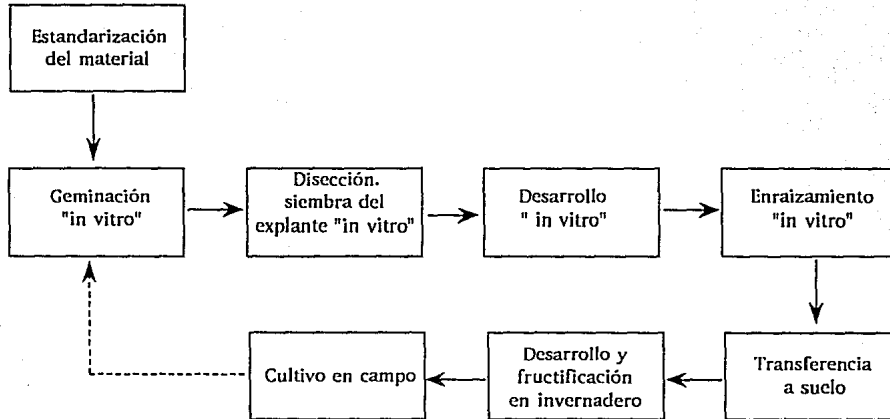 Estandarización
del material
Geminación
"in vitro"
Disección.
siembra del
explante "in vitro"
Desarrollo
" in vitro"
Enraizamiento
"in vitro"
Cultivo en campo
Desarrollo y
fructificación
en invernadero
Transferencia
a suelo